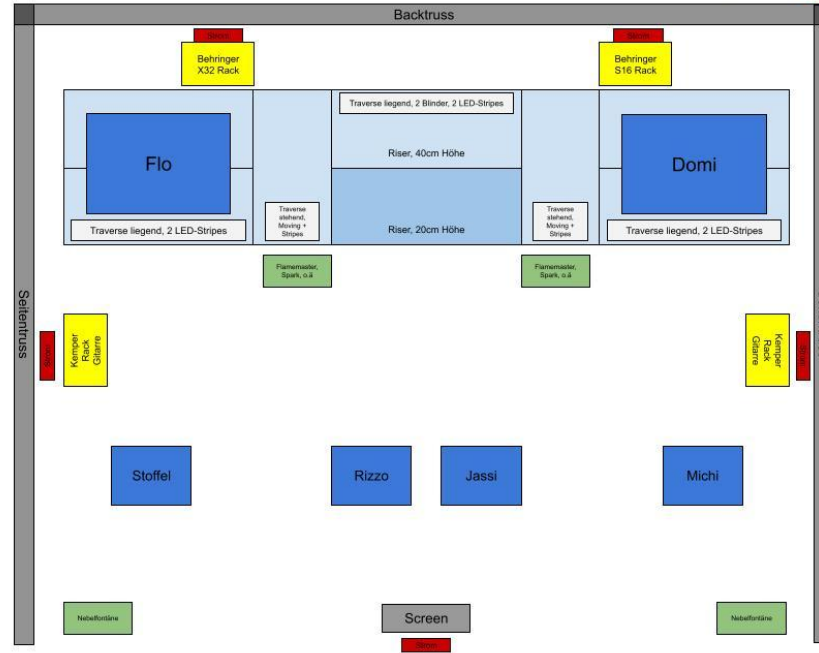 Backtruss
Strom
Strom
Behringer
X32 Rack
Behringer
S16 Rack
Traverse liegend, 2 Blinder, 2 LED-Stripes
Flo
Riser, 40cm Höhe
Domi
Traverse
stehend,
Moving +
Stripes
Traverse
stehend,
Moving +
Stripes
Traverse liegend, 2 LED-Stripes
Riser, 20cm Höhe
Traverse liegend, 2 LED-Stripes
Flamemaster,
Spark, o.ä
Flamemaster,
Spark, o.ä
Seitentruss
Strom
Kemper
Rack
Gitarre
Kemper
Rack
Gitarre
Strom
Stoffel
Rizzo
Jassi
Michi
Nebelfontäne
Screen
Nebelfontäne
Strom